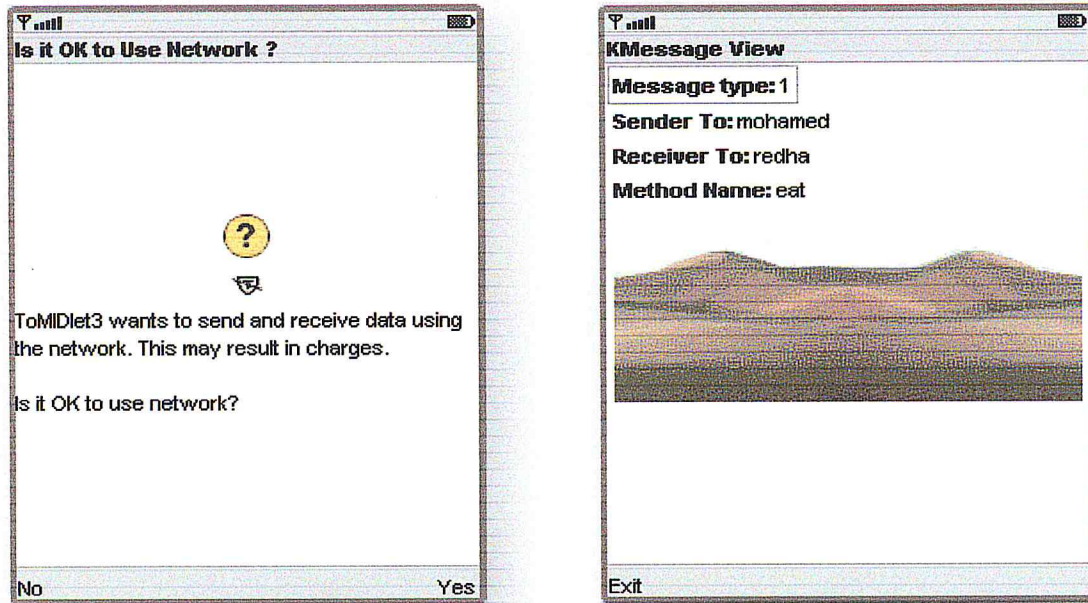 Is it OK to Use Network ?
?
ToMIDlet3 wants to send and receive data using
the network. This may result in charges.
Is it OK to use network?
No Yes
KMessage View
Message type: 1
Sender To: mohamed
Receiver To: redha
Method Name: eat
Exit